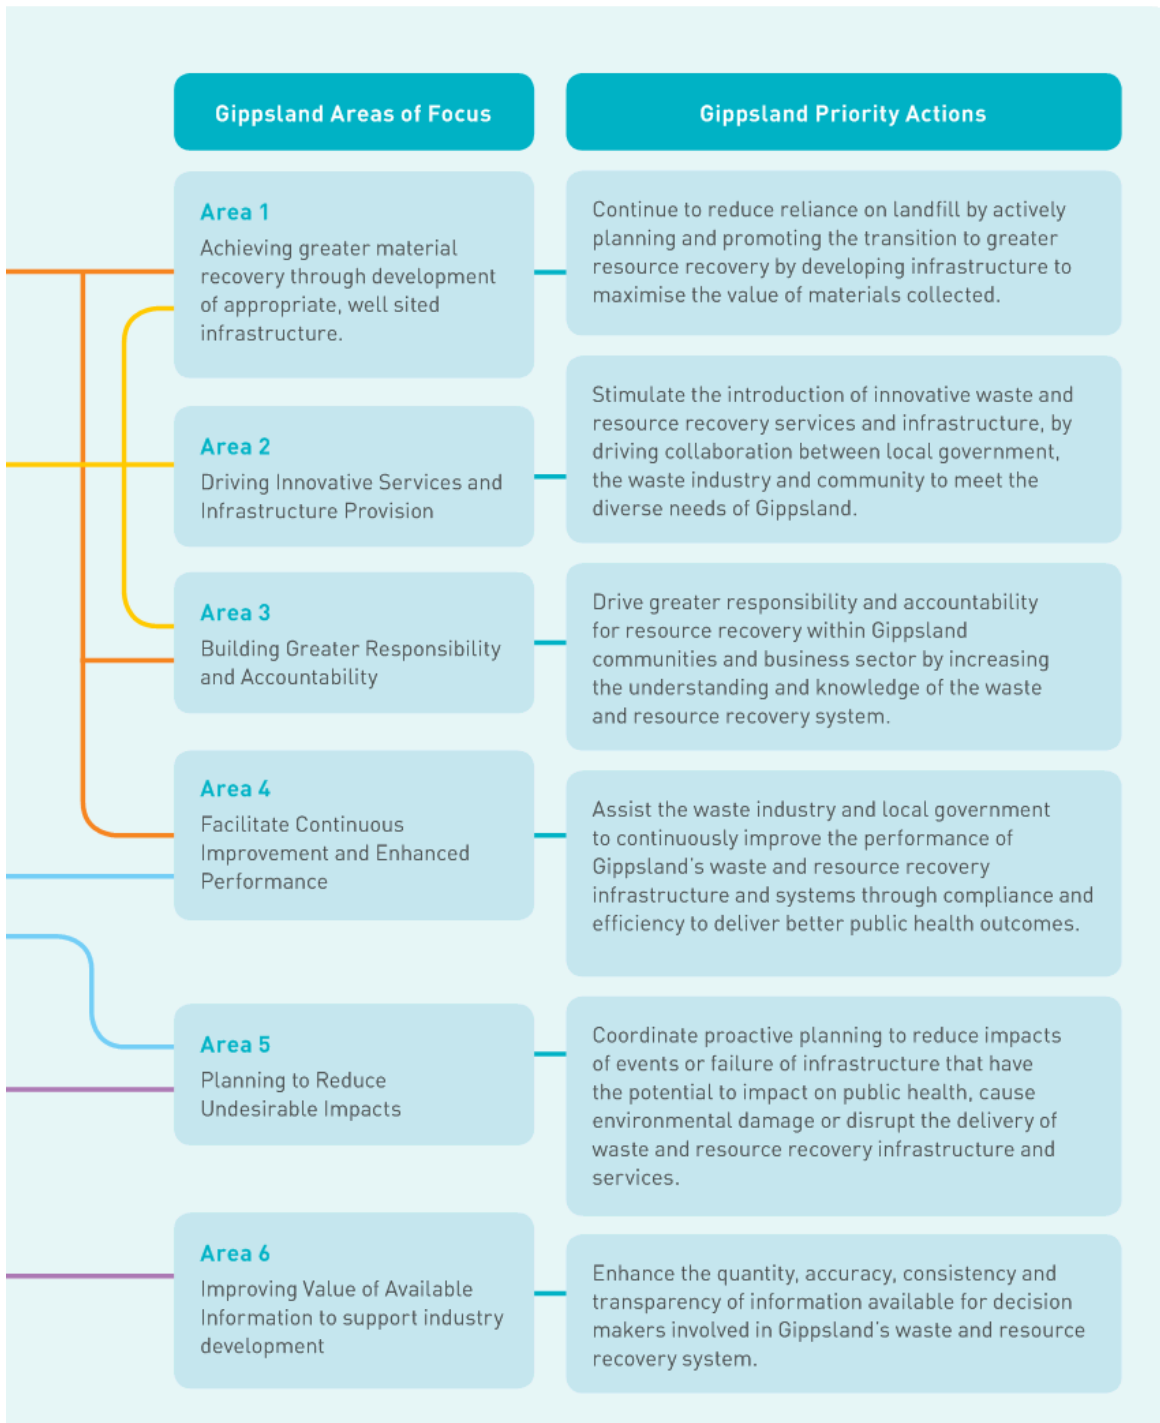 Gippsland Areas of Focus
Gippsland Priority Actions
Area 1
Achieving greater material
recovery through development
of appropriate, well sited
infrastructure.
Continue to reduce reliance on landfill by actively
planning and promoting the transition to greater
resource recovery by developing infrastructure to
maximise the value of materials collected.
Area 2
Driving Innovative Services and
Infrastructure Provision
Stimulate the introduction of innovative waste and
resource recovery services and infrastructure, by
driving collaboration between local government,
the waste industry and community to meet the
diverse needs of Gippsland.
Area 3
Building Greater Responsibility
and Accountability
Drive greater responsibility and accountability
for resource recovery within Gippsland
communities and business sector by increasing
the understanding and knowledge of the waste
and resource recovery system.
Area 4
Facilitate Continuous
Improvement and Enhanced
Performance
Assist the waste industry and local government
to continuously improve the performance of
Gippsland's waste and resource recovery
infrastructure and systems through compliance and
efficiency to deliver better public health outcomes.
Area 5
Planning to Reduce
Undesirable Impacts
Coordinate proactive planning to reduce impacts
of events or failure of infrastructure that have
the potential to impact on public health, cause
environmental damage or disrupt the delivery of
waste and resource recovery infrastructure and
services.
Area 6
Improving Value of Available
Information to support industry
development
Enhance the quantity, accuracy, consistency and
transparency of information available for decision
makers involved in Gippsland's waste and resource
recovery system.